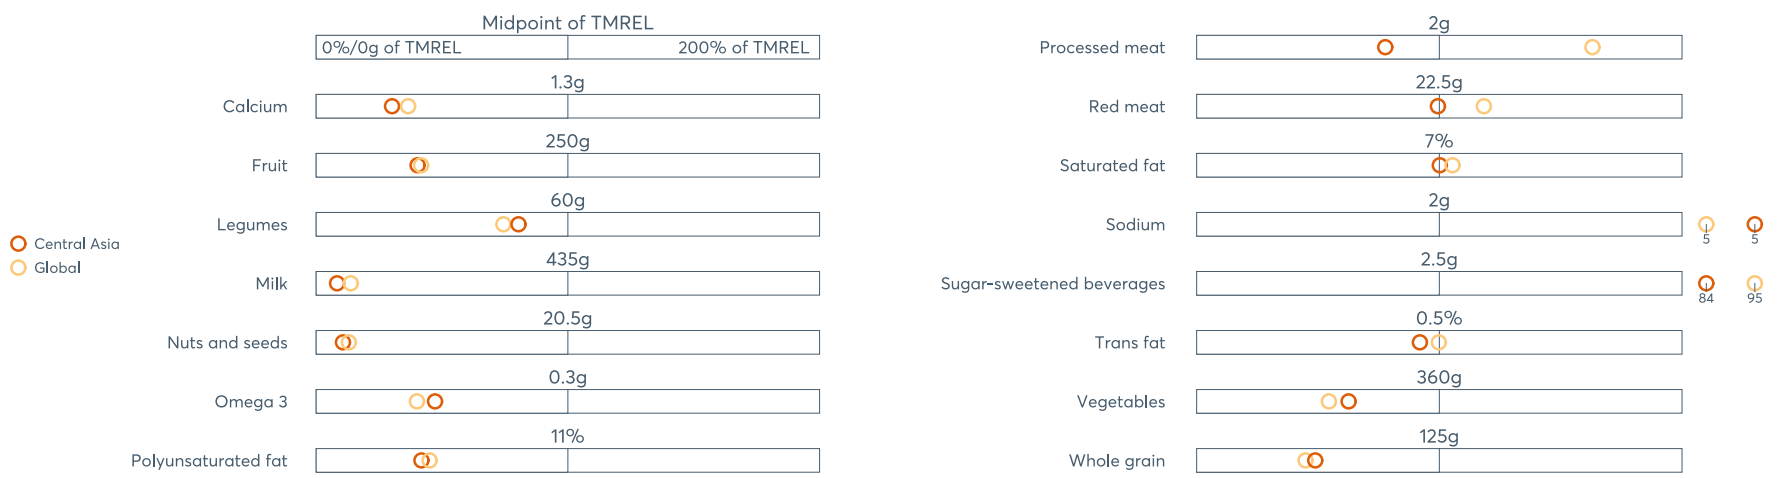 Midpoint of TMREL
0%/0g of TMREL 200% of TMREL
1.3g
Calcium
250g
Fruit
60g
Legumes
435g
Milk
20.5g
Nuts and seeds
0.3g
Omega 3
11%
Polyunsaturated fat
Central Asia
Global
2g
Processed meat
22.5g
Red meat
7%
Saturated fat
2g
Sodium
5 5
2.5g
Sugar-sweetened beverages
84 95
0.5%
Trans fat
360g
Vegetables
125g
Whole grain